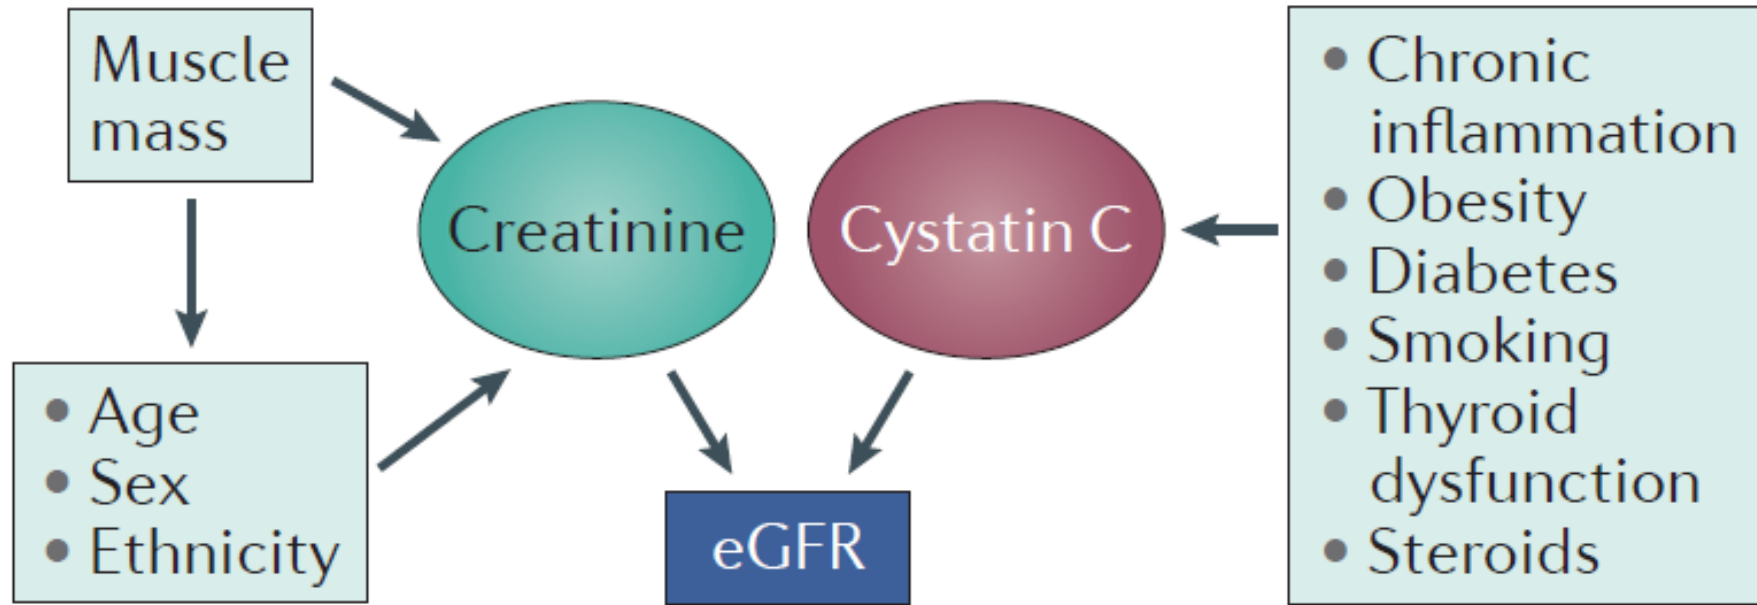 Muscle
mass
• Age
• Sex
• Ethnicity
Creatinine
Cystatin C
eGFR
• Chronic
inflammation
• Obesity
• Diabetes
• Smoking
• Thyroid
dysfunction
• Steroids